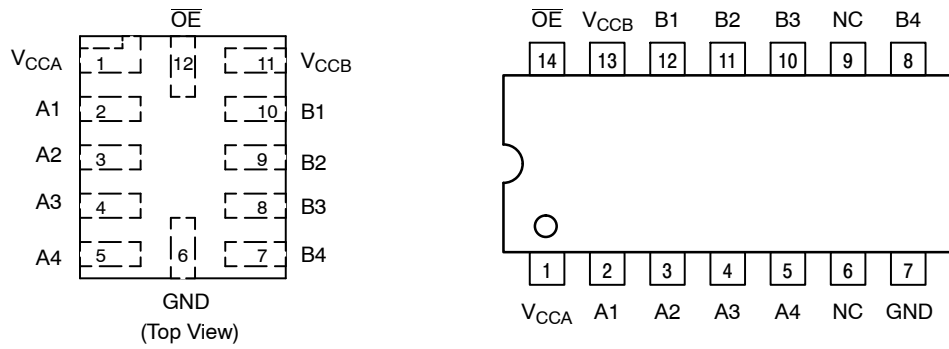 OE
VCCA 1 12 11 VCCB
A1 2 10 B1
A2 3 9 B2
A3 4 8 B3
A4 5 6 7 B4
GND
(Top View)
OE VCCB B1 B2 B3 NC B4
14 13 12 11 10 9 8
1 2 3 4 5 6 7
VCCA A1 A2 A3 A4 NC GND